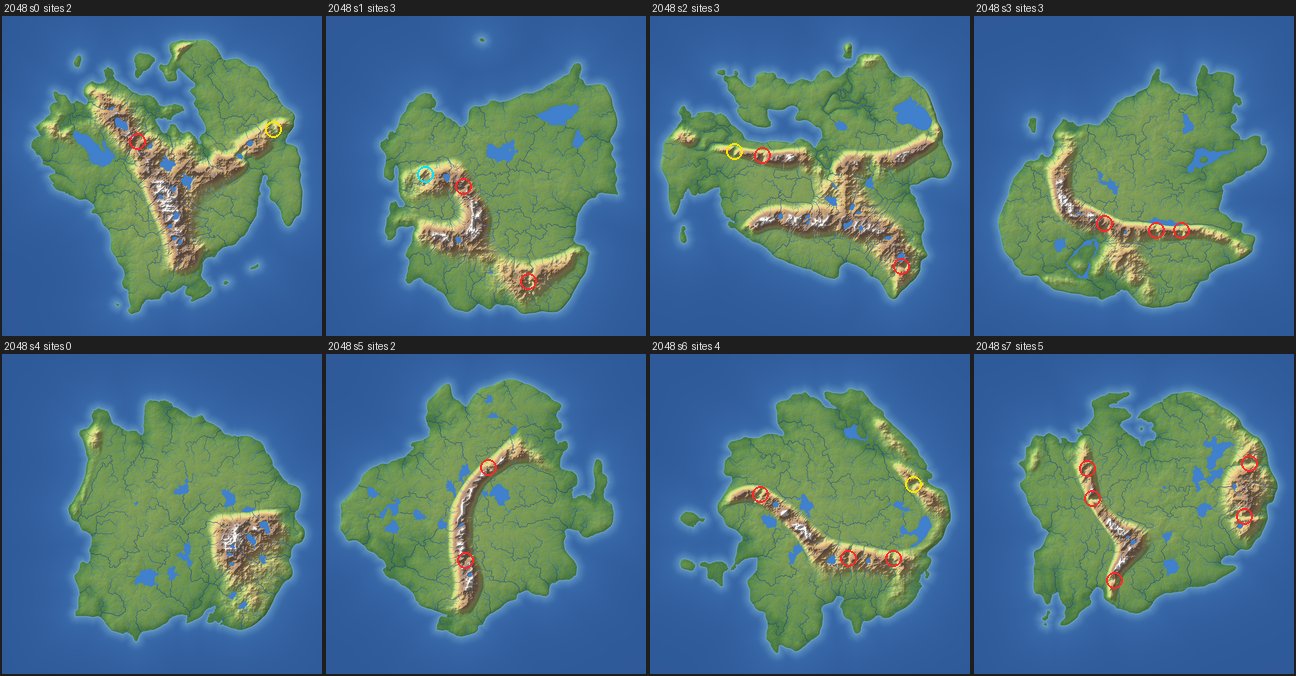 2048 s0 sites 2
2048 s1 sites 3
2048 s2 sites 3
2048 s3 sites 3
2048 s4 sites 0
2048 s5 sites 2
2048 s6 sites 4
2048 s7 sites 5